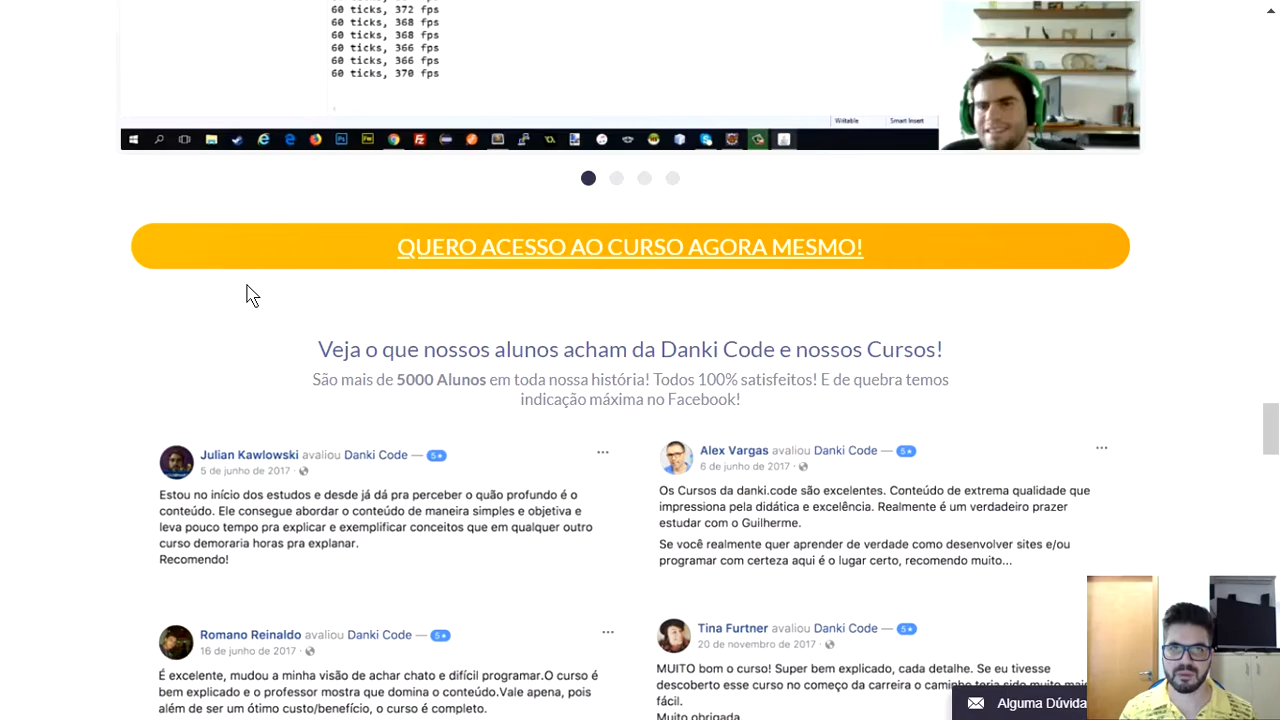 60 ticks, 372 fps
60 ticks, 368 fps
60 ticks, 368 fps
60 ticks, 366 fps
60 ticks, 366 fps
60 ticks, 370 fps
Writable
Smart Insert
QUERO ACESSO AO CURSO AGORA MESMO!
Veja o que nossos alunos acham da Danki Code e nossos Cursos!
São mais de 5000 Alunos em toda nossa história! Todos 100% satisfeitos! E de quebra temos
indicação máxima no Facebook!
Julian Kawlowski avaliou Danki Code — 5★
5 de junho de 2017 ·
Estou no início dos estudos e desde já dá pra perceber o quão profundo é o
conteúdo. Ele consegue abordar o conteúdo de maneira simples e objetiva e
leva pouco tempo pra explicar e exemplificar conceitos que em qualquer outro
curso demoraria horas pra explanar.
Recomendo!
Alex Vargas avaliou Danki Code — 5★
6 de junho de 2017 ·
Os Cursos da danki.code são excelentes. Conteúdo de extrema qualidade que
impressiona pela didática e excelência. Realmente é um verdadeiro prazer
estudar com o Guilherme.
Se você realmente quer aprender de verdade como desenvolver sites e/ou
programar com certeza aqui é o lugar certo, recomendo muito...
Romano Reinaldo avaliou Danki Code — 5★
16 de junho de 2017 ·
É excelente, mudou a minha visão de achar chato e difícil programar.O curso é
bem explicado e o professor mostra que domina o conteúdo.Vale apena, pois
além de ser um ótimo custo/benefício, o curso é completo.
Tina Furtner avaliou Danki Code — 5★
20 de novembro de 2017 ·
MUITO bom o curso! Super bem explicado, cada detalhe. Se eu tivesse
descoberto esse curso no começo da carreira o caminho teria sido muito mais
fácil.
Muito obrigada.
Alguma Dúvida